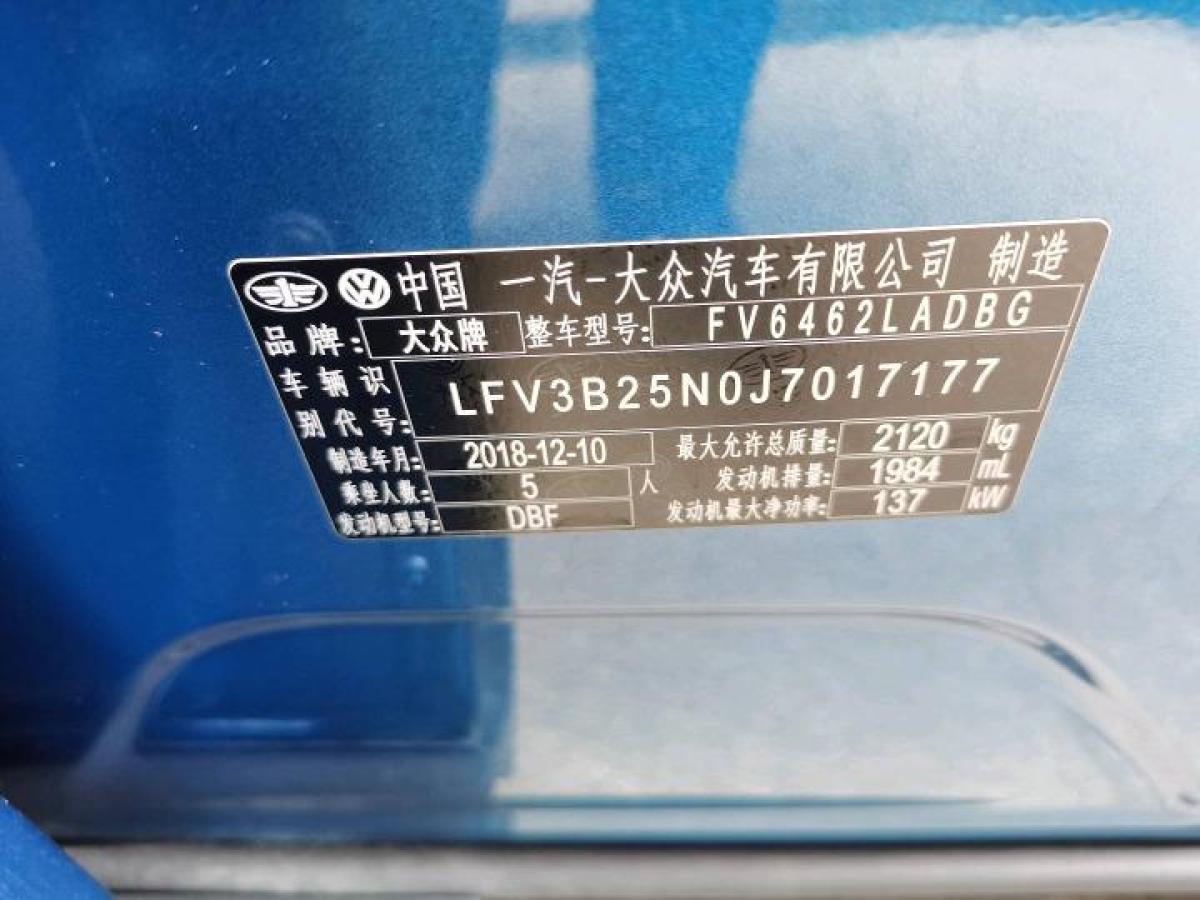 中国 一汽-大众汽车有限公司 制造
品牌: 大众牌 整车型号: FV6462LADBG
车辆识别代号: LFV3B25N0J7017177
制造年月: 2018-12-10 最大允许总质量: 2120 kg
乘坐人数: 5 人 发动机排量: 1984 mL
发动机型号: DBF 发动机最大净功率: 137 kW